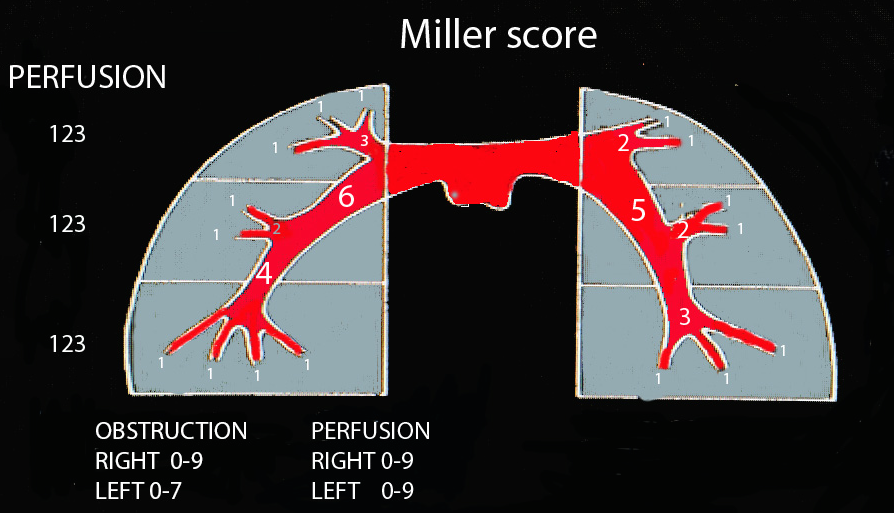 Miller score
PERFUSION
1 1 1
123 1 3 2 1
6
1 1
123 1 2 5 2 1
4
3
123 1 1 1 1 1 1 1
OBSTRUCTION PERFUSION
RIGHT 0-9 RIGHT 0-9
LEFT 0-7 LEFT 0-9